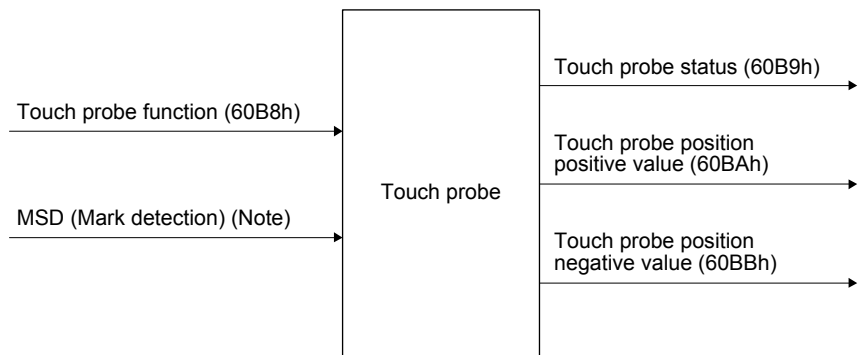 Touch probe function (60B8h)
MSD (Mark detection) (Note)
Touch probe
Touch probe status (60B9h)
Touch probe position
positive value (60BAh)
Touch probe position
negative value (60BBh)